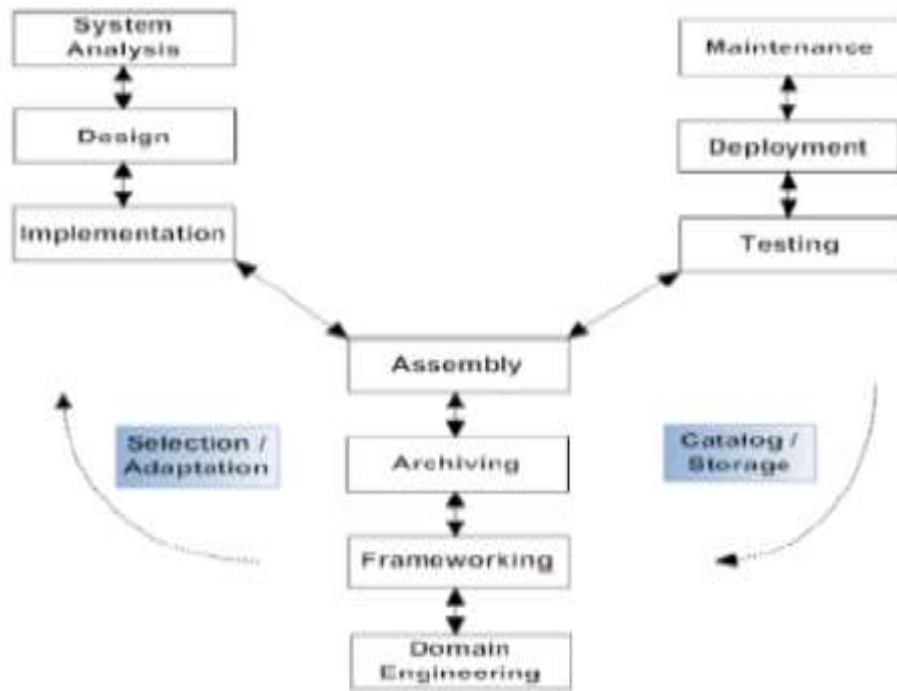 System
Analysis
Maintenance
Design
Deployment
Implementation
Testing
Assembly
Selection /
Adaptation
Archiving
Catalog /
Storage
Frameworking
Domain
Engineering